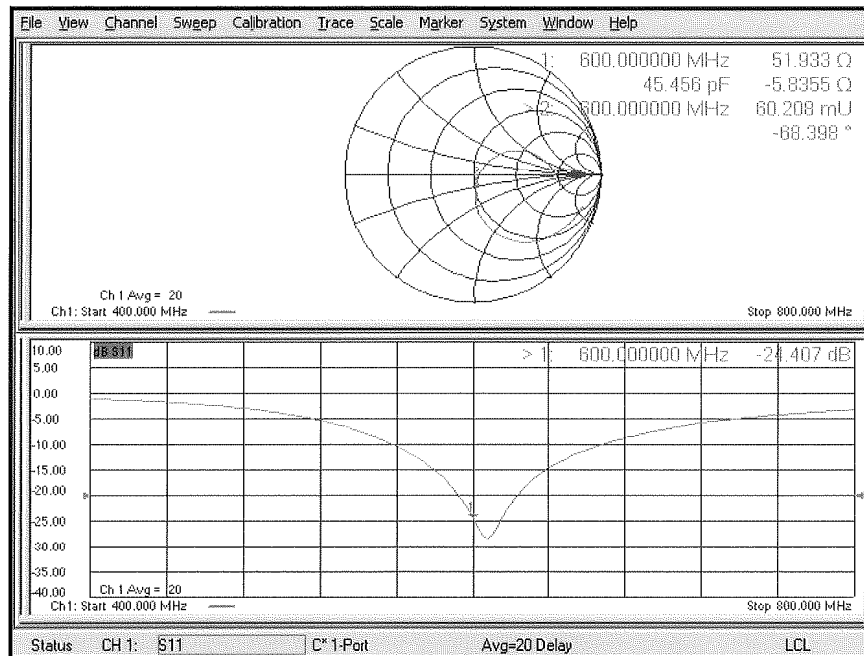 File View Channel Sweep Calibration Trace Scale Marker System Window Help
1: 600.000000 MHz 51.933 Ω
45.456 pF -5.8355 Ω
> 2: 600.000000 MHz 60.208 mU
-68.398 °
Ch 1 Avg = 20
Ch1: Start 400.000 MHz
Stop 800.000 MHz
10.00
dB S11
> 1: 600.000000 MHz -24.407 dB
5.00
0.00
-5.00
-10.00
-15.00
-20.00
1
-25.00
-30.00
-35.00
-40.00
Ch 1 Avg = 20
Ch1: Start 400.000 MHz
Stop 800.000 MHz
Status CH 1: S11 C* 1-Port Avg=20 Delay LCL